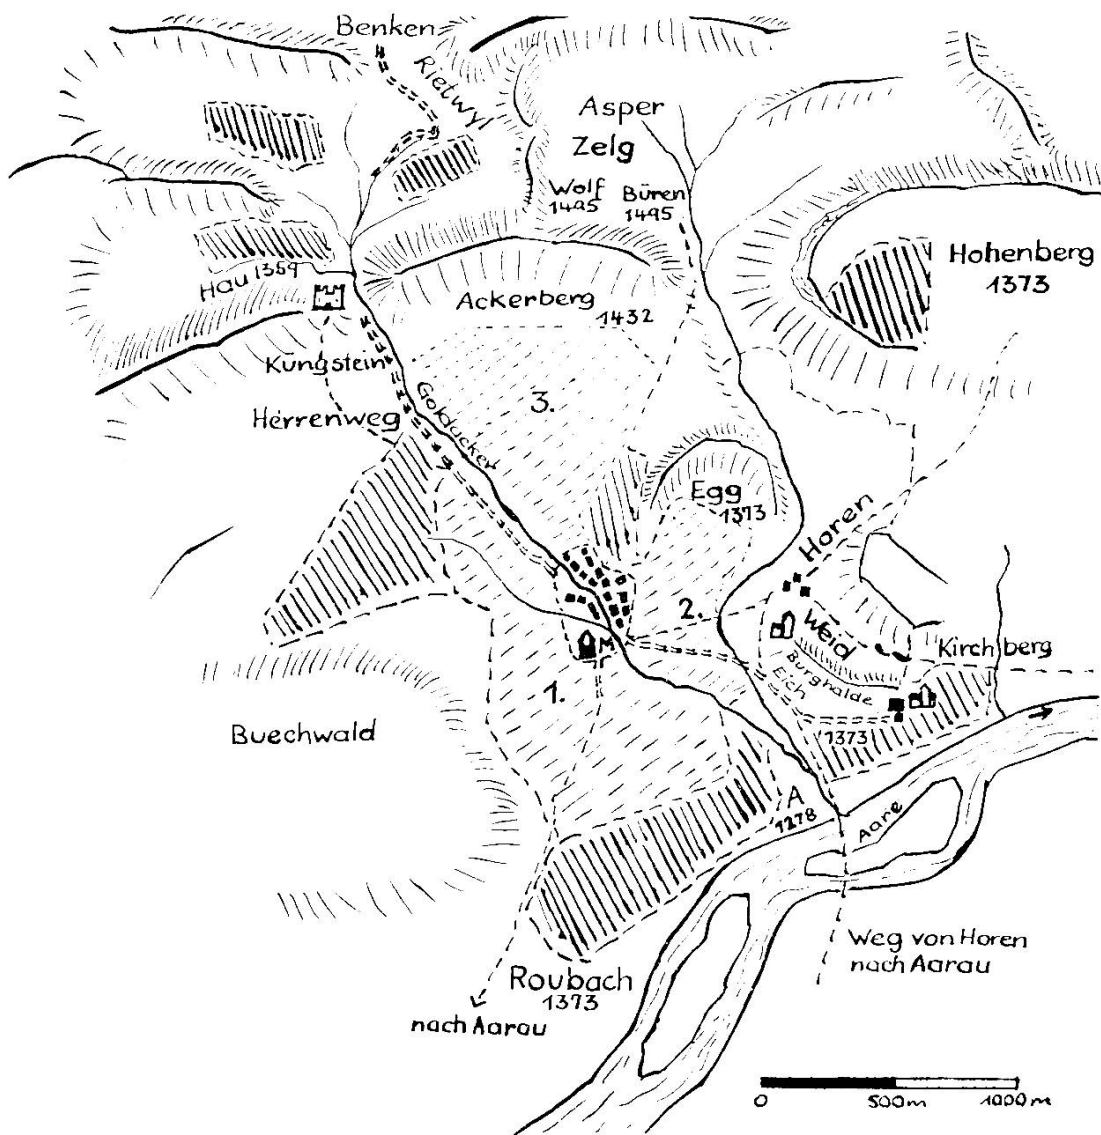 Benken
Rietwyl
Asper
Zelg
Wolf
1495
Büren
1495
Hohenberg
1373
Hau 1359
Ackerberg
1432
Küngstein
Herrenweg
Goldacker
3.
Egg
1373
Horen
2.
Weid
Kirchberg
Burghalde
Eich
1373
1.
Buechwald
A
1278
Aare
Weg von Horen
nach Aarau
Roubach
1373
nach Aarau
0 500m 1000m